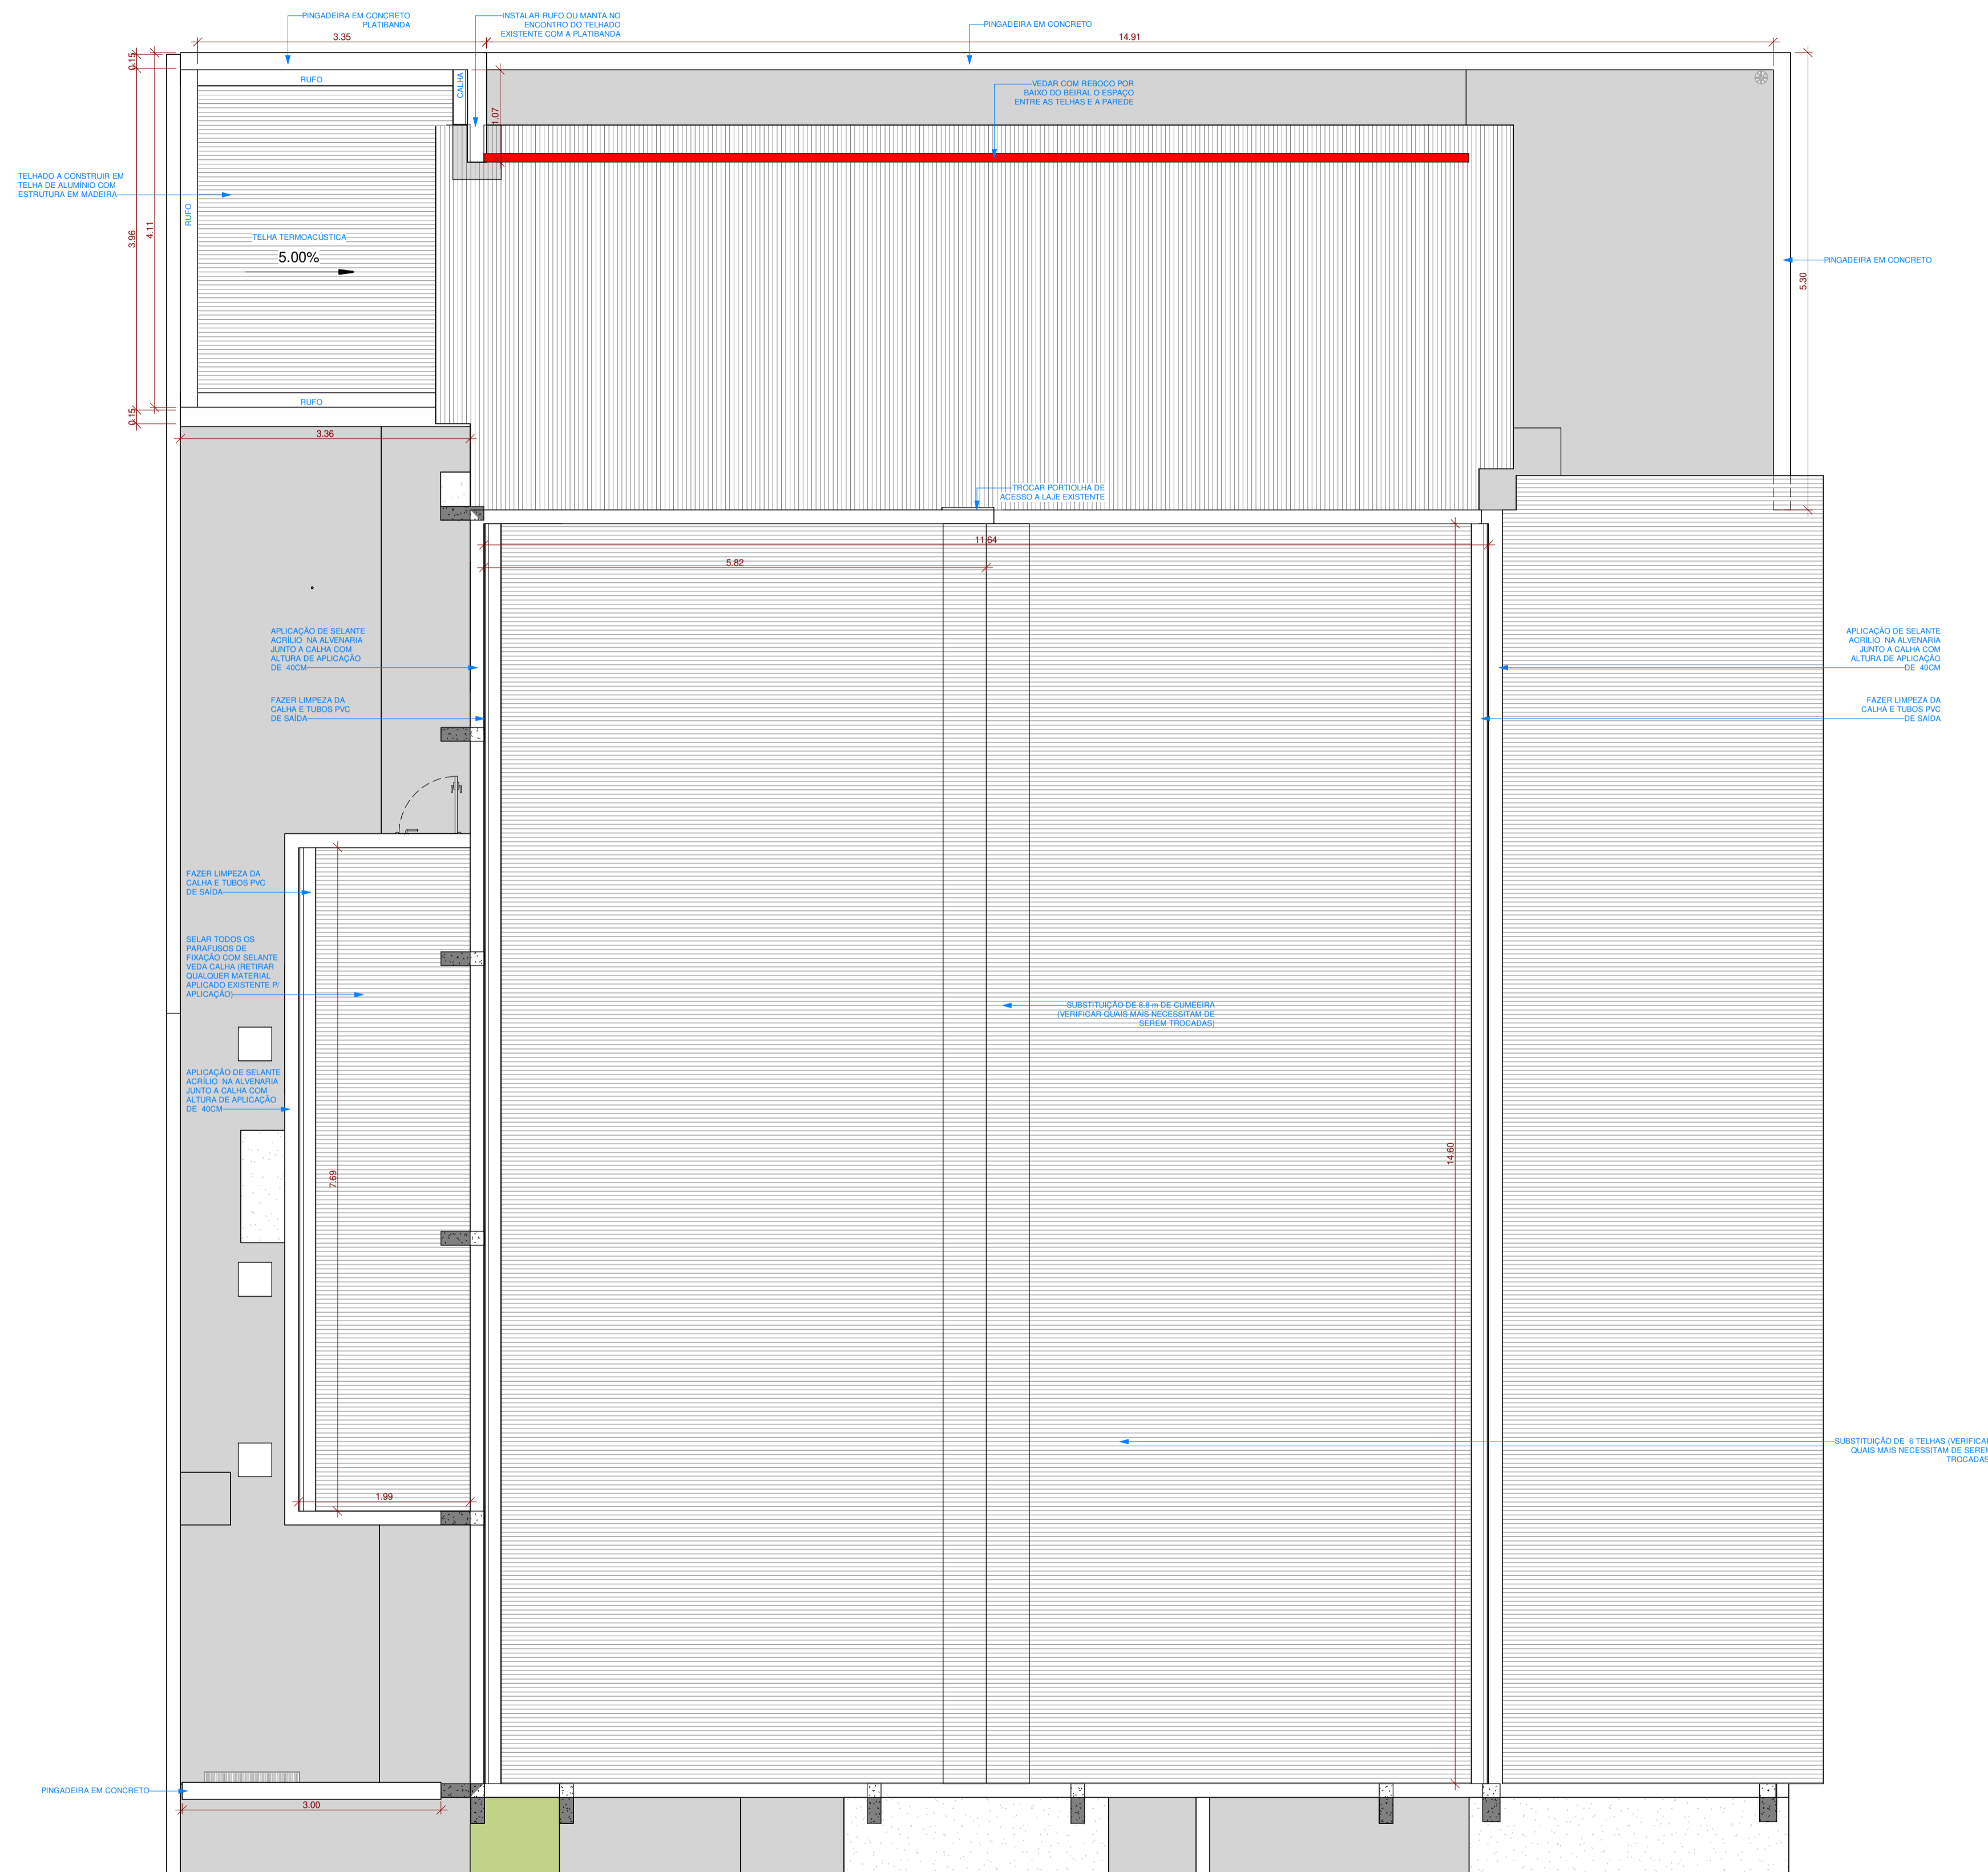 PINGADEIRA EM CONCRETO
PLATIBANDA
INSTALAR RUFO OU MANTA NO
ENCONTRO DO TELHADO
EXISTENTE COM A PLATIBANDA
PINGADEIRA EM CONCRETO
3.35
14.91
0.15
RUFO
CALHA
1.07
VEDAR COM REBOCO POR
BAIXO DO BEIRAL O ESPAÇO
ENTRE AS TELHAS E A PAREDE
TELHADO A CONSTRUIR EM
TELHA DE ALUMÍNIO COM
ESTRUTURA EM MADEIRA
RUFO
3.96
4.11
TELHA TERMOACÚSTICA
5.00%
PINGADEIRA EM CONCRETO
5.30
RUFO
0.15
3.36
TROCAR PORTIOLHA DE
ACESSO A LAJE EXISTENTE
11.64
5.82
APLICAÇÃO DE SELANTE
ACRÍLIO NA ALVENARIA
JUNTO A CALHA COM
ALTURA DE APLICAÇÃO
DE 40CM
APLICAÇÃO DE SELANTE
ACRÍLIO NA ALVENARIA
JUNTO A CALHA COM
ALTURA DE APLICAÇÃO
DE 40CM
FAZER LIMPEZA DA
CALHA E TUBOS PVC
DE SAÍDA
FAZER LIMPEZA DA
CALHA E TUBOS PVC
DE SAÍDA
FAZER LIMPEZA DA
CALHA E TUBOS PVC
DE SAÍDA
SELAR TODOS OS
PARAFUSOS DE
FIXAÇÃO COM SELANTE
VEDA CALHA (RETIRAR
QUALQUER MATERIAL
APLICADO EXISTENTE P/
APLICAÇÃO)
SUBSTITUIÇÃO DE 8.8 m DE CUMEEIRA
(VERIFICAR QUAIS MAIS NECESSITAM DE
SEREM TROCADAS)
APLICAÇÃO DE SELANTE
ACRÍLIO NA ALVENARIA
JUNTO A CALHA COM
ALTURA DE APLICAÇÃO
DE 40CM
7.69
14.60
SUBSTITUIÇÃO DE 6 TELHAS (VERIFICA
QUAIS MAIS NECESSITAM DE SERE
TROCADAS
1.99
PINGADEIRA EM CONCRETO
3.00